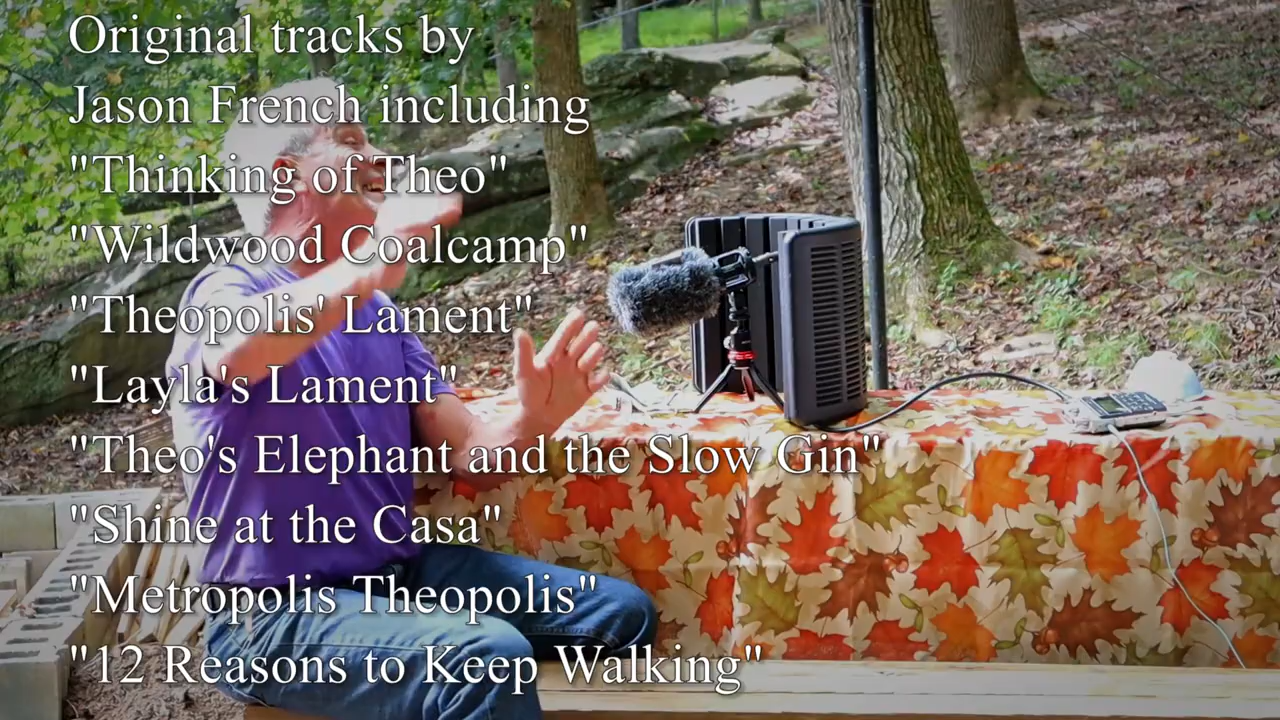 Original tracks by
Jason French including
"Thinking of Theo"
"Wildwood Coalcamp"
"Theopolis' Lament"
"Layla's Lament"
"Theo's Elephant and the Slow Gin"
"Shine at the Casa"
"Metropolis Theopolis"
"12 Reasons to Keep Walking"